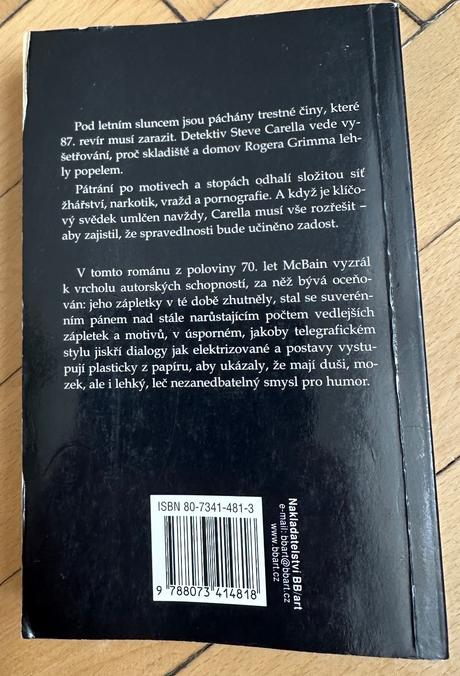 Pod letním sluncem jsou páchány trestné činy, které
87. revír musí zarazit. Detektiv Steve Carella vede vy-
šetřování, proč skladiště a domov Rogera Grimma leh-
ly popelem.
Pátrání po motivech a stopách odhalí složitou síť
žhářství, narkotik, vražd a pornografie. A když je klíčo-
vý svědek umlčen navždy, Carella musí vše rozřešit –
aby zajistil, že spravedlnosti bude učiněno zadost.
V tomto románu z poloviny 70. let McBain vyzrál
k vrcholu autorských schopností, za něž bývá oceňo-
ván: jeho zápletky v té době zhutněly, stal se suverén-
ním pánem nad stále narůstajícím počtem vedlejších
zápletek a motivů, v úsporném, jakoby telegrafickém
stylu jiskří dialogy jak elektrizované a postavy vystu-
pují plasticky z papíru, aby ukázaly, že mají duši, mo-
zek, ale i lehký, leč nezanedbatelný smysl pro humor.
ISBN 80-7341-481-3
9 788073 414818
Nakladatelství BB/art
e-mail: bbart@bbart.cz
www.bbart.cz